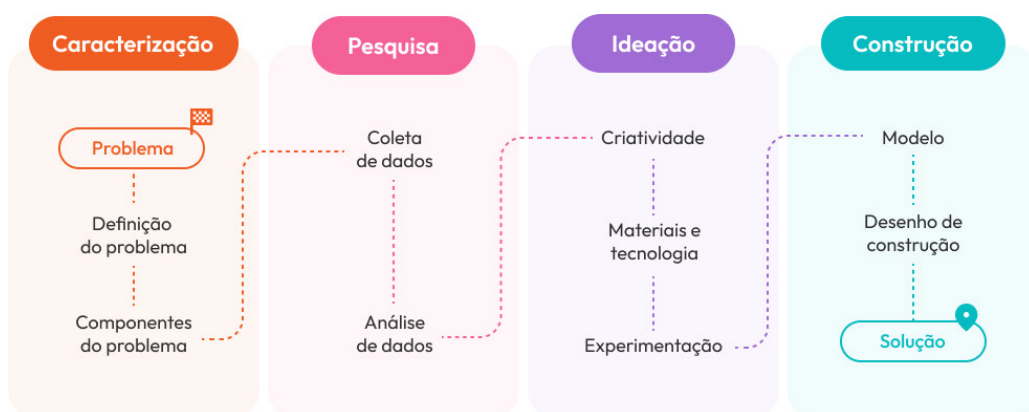 Caracterização
Problema
Definição
do problema
Componentes
do problema
Pesquisa
Coleta
de dados
Análise
de dados
Ideação
Criatividade
Materiais e
tecnologia
Experimentação
Construção
Modelo
Desenho de
construção
Solução